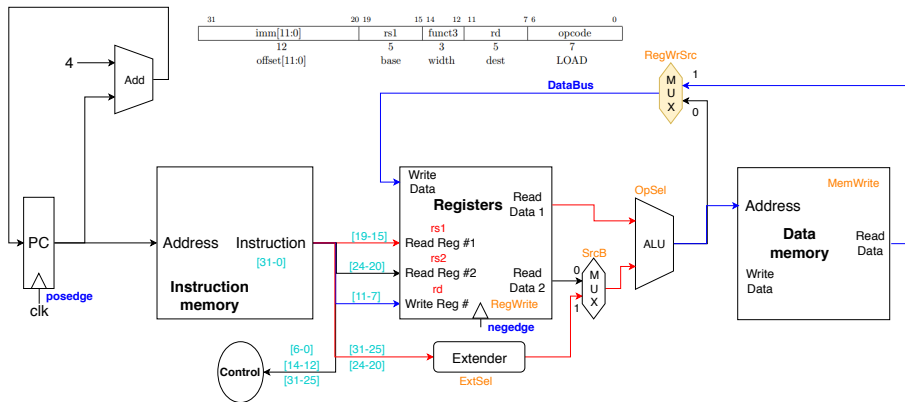 31 20 19 15 14 12 11 7 6 0
imm[11:0] rs1 funct3 rd opcode
12 5 3 5 7
offset[11:0] base width dest LOAD
4
Add
RegWrSrc
MUX
1
0
DataBus
PC
posedge
clk
Address
Instruction
[31-0]
Instruction
memory
[19-15]
[24-20]
[11-7]
[6-0]
[14-12]
[31-25]
Control
[31-25]
[24-20]
Write
Data
Registers
Read
Data 1
rs1
Read Reg #1
rs2
Read Reg #2
rd
Write Reg #
Read
Data 2
RegWrite
negedge
Extender
ExtSel
SrcB
0
MUX
1
OpSel
ALU
MemWrite
Address
Data
memory
Read
Data
Write
Data